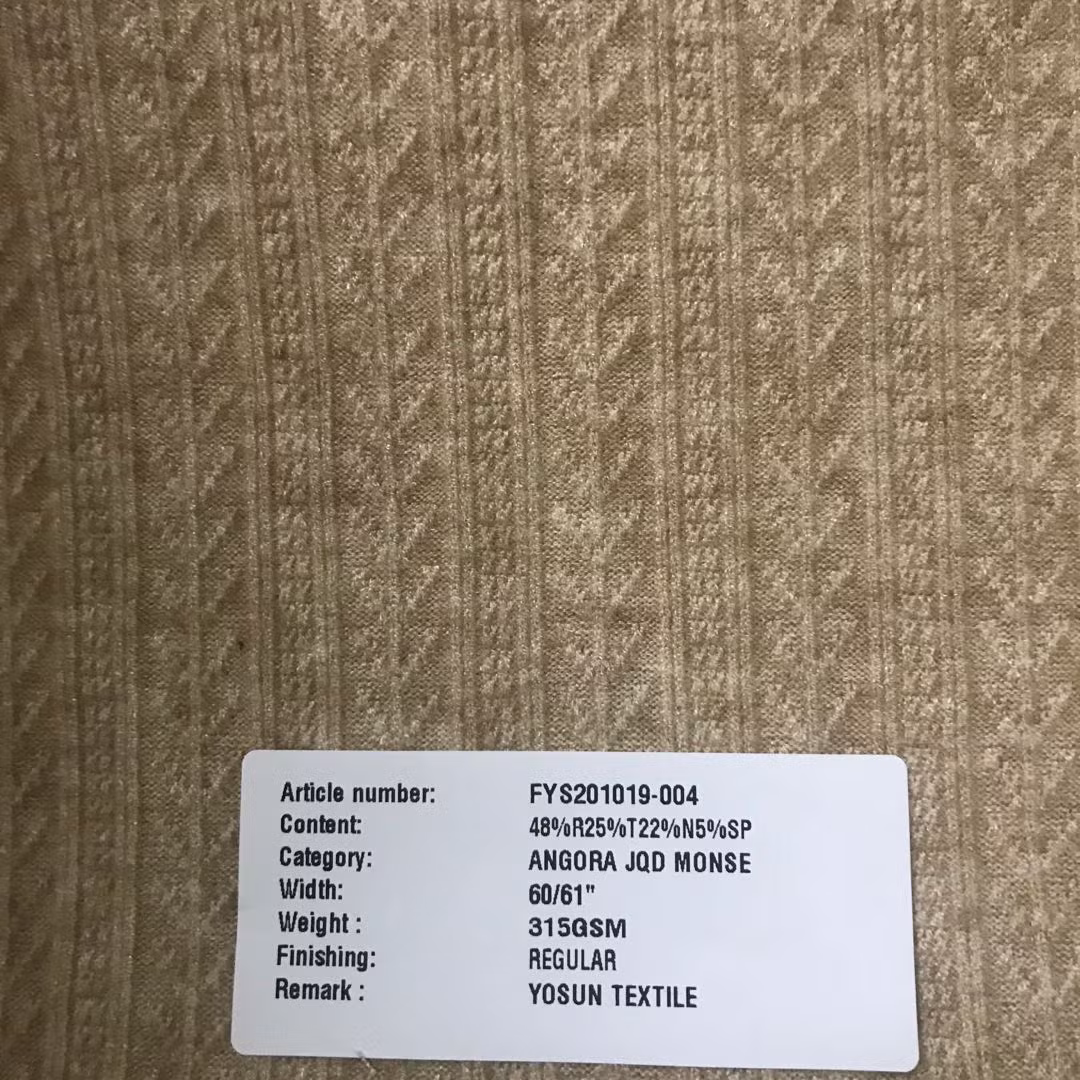 Article number: FYS201019-004
Content: 48%R25%T22%N5%SP
Category: ANGORA JQD MONSE
Width: 60/61"
Weight : 315GSM
Finishing: REGULAR
Remark : YOSUN TEXTILE